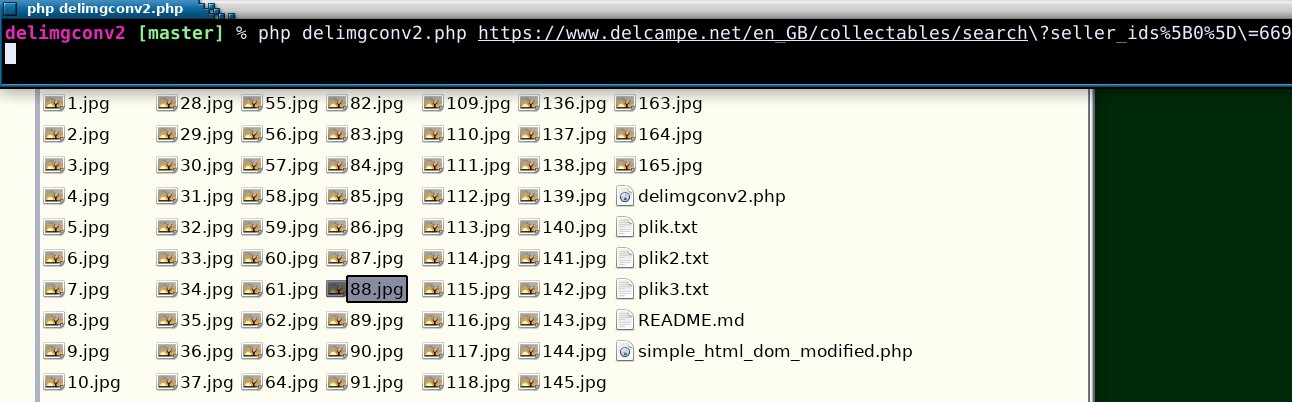 php delimgconv2.php
delimgconv2 [master] % php delimgconv2.php https://www.delcampe.net/en_GB/collectables/search\?seller_ids%5B0%5D\=669
1.jpg 28.jpg 55.jpg 82.jpg 109.jpg 136.jpg 163.jpg
2.jpg 29.jpg 56.jpg 83.jpg 110.jpg 137.jpg 164.jpg
3.jpg 30.jpg 57.jpg 84.jpg 111.jpg 138.jpg 165.jpg
4.jpg 31.jpg 58.jpg 85.jpg 112.jpg 139.jpg delimgconv2.php
5.jpg 32.jpg 59.jpg 86.jpg 113.jpg 140.jpg plik.txt
6.jpg 33.jpg 60.jpg 87.jpg 114.jpg 141.jpg plik2.txt
7.jpg 34.jpg 61.jpg 88.jpg 115.jpg 142.jpg plik3.txt
8.jpg 35.jpg 62.jpg 89.jpg 116.jpg 143.jpg README.md
9.jpg 36.jpg 63.jpg 90.jpg 117.jpg 144.jpg simple_html_dom_modified.php
10.jpg 37.jpg 64.jpg 91.jpg 118.jpg 145.jpg